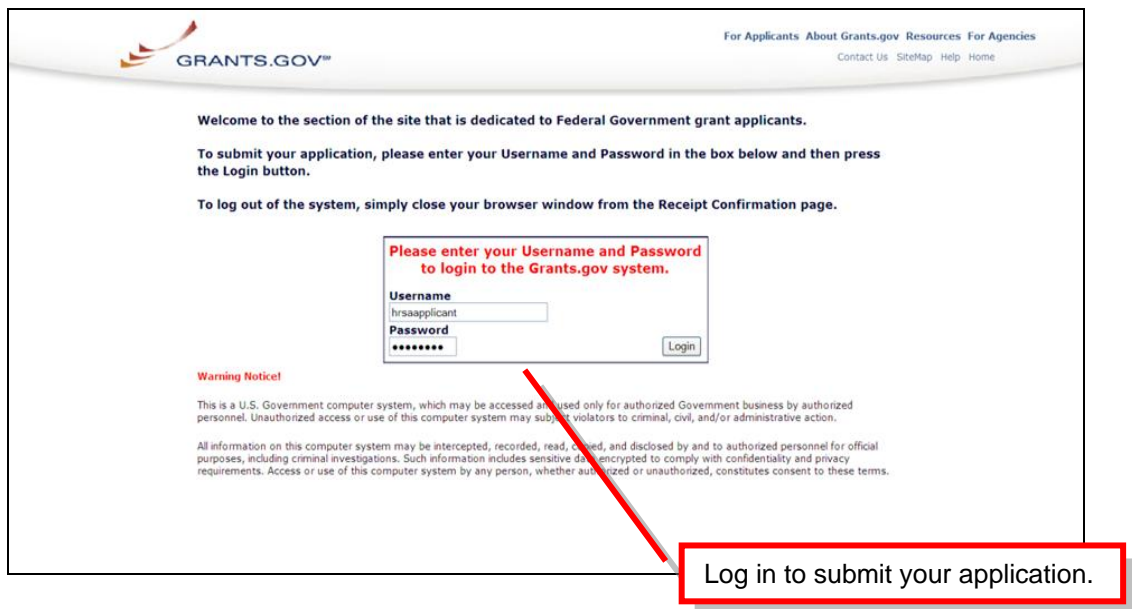 For Applicants About Grants.gov Resources For Agencies
GRANTS.GOV℠
Contact Us SiteMap Help Home
Welcome to the section of the site that is dedicated to Federal Government grant applicants.
To submit your application, please enter your Username and Password in the box below and then press
the Login button.
To log out of the system, simply close your browser window from the Receipt Confirmation page.
Please enter your Username and Password
to login to the Grants.gov system.
Username
hrsaapplicant
Password
••••••••
Login
Warning Notice!
This is a U.S. Government computer system, which may be accessed and used only for authorized Government business by authorized
personnel. Unauthorized access or use of this computer system may subject violators to criminal, civil, and/or administrative action.
All information on this computer system may be intercepted, recorded, read, copied, and disclosed by and to authorized personnel for official
purposes, including criminal investigations. Such information includes sensitive data encrypted to comply with confidentiality and privacy
requirements. Access or use of this computer system by any person, whether authorized or unauthorized, constitutes consent to these terms.
Log in to submit your application.